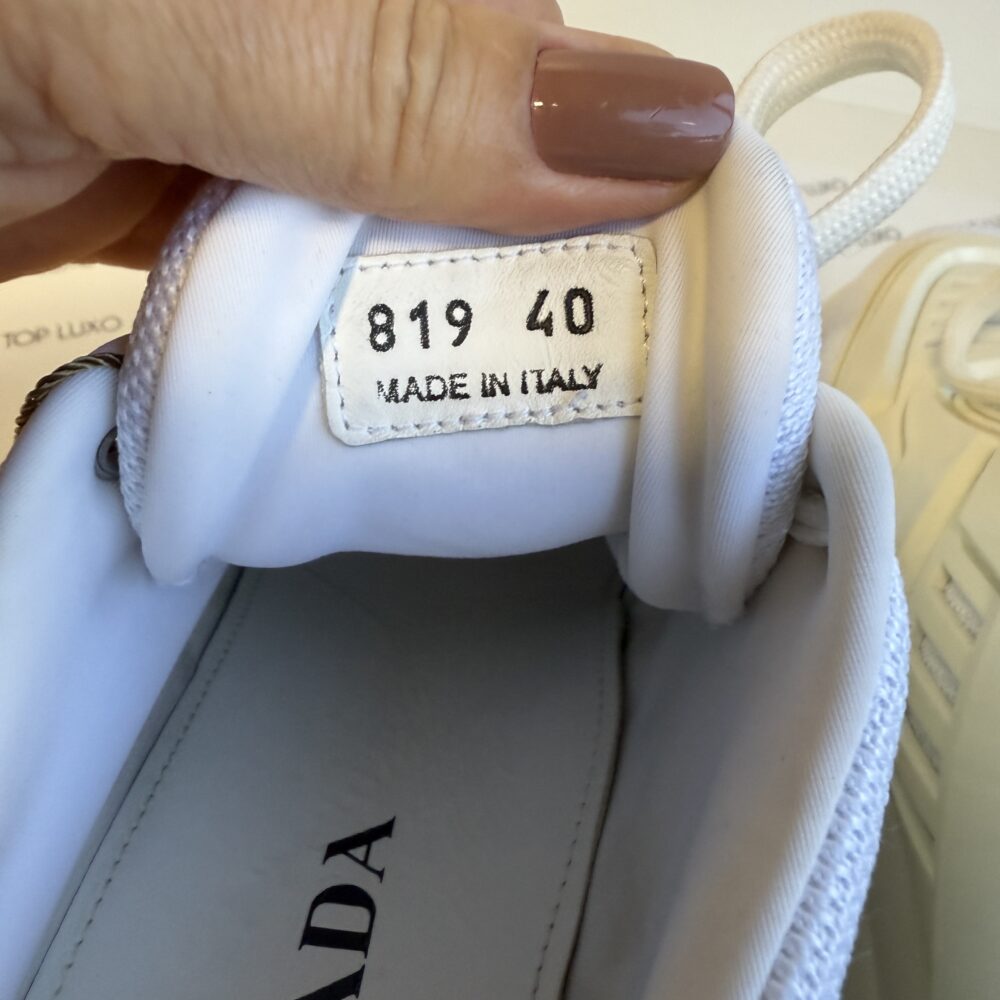 TOP LUXO
819 40
MADE IN ITALY
ADA